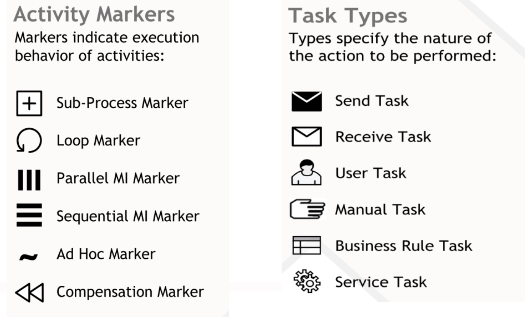 Activity Markers
Markers indicate execution
behavior of activities:
Sub-Process Marker
Loop Marker
Parallel MI Marker
Sequential MI Marker
Ad Hoc Marker
Compensation Marker
Task Types
Types specify the nature of
the action to be performed:
Send Task
Receive Task
User Task
Manual Task
Business Rule Task
Service Task